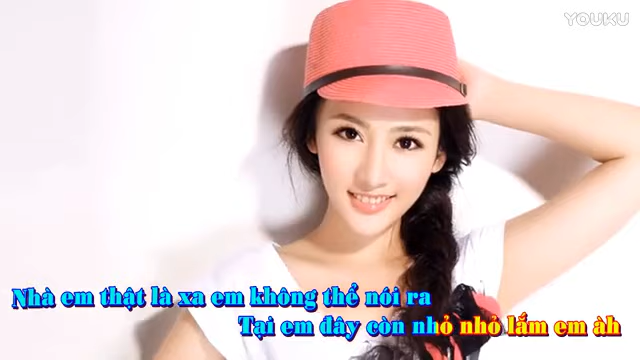 YOUKU
Nhà em thật là xa em không thể nói ra
Tại em đây còn nhỏ nhỏ lắm em àh